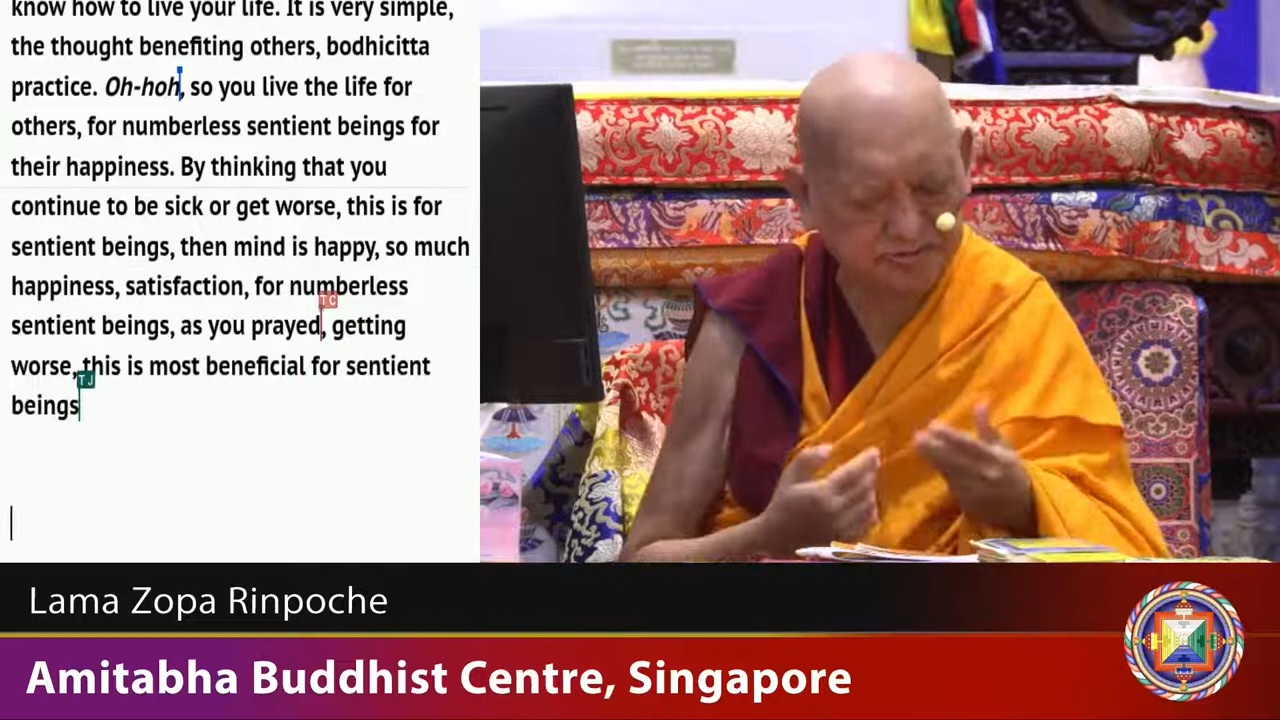 know how to live your life. It is very simple,
the thought benefiting others, bodhicitta
practice. Oh-hoh, so you live the life for
others, for numberless sentient beings for
their happiness. By thinking that you
continue to be sick or get worse, this is for
sentient beings, then mind is happy, so much
happiness, satisfaction, for numberless
TC
sentient beings, as you prayed, getting
worse, this is most beneficial for sentient
TJ
beings
Lama Zopa Rinpoche
Amitabha Buddhist Centre, Singapore